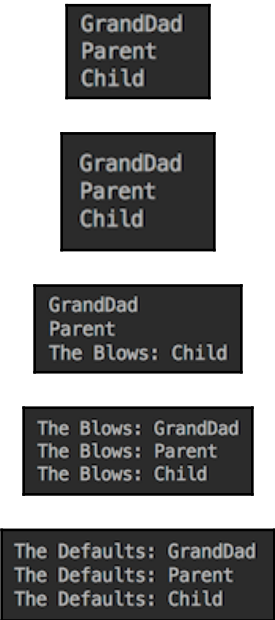 GrandDad
Parent
Child
GrandDad
Parent
Child
GrandDad
Parent
The Blows: Child
The Blows: GrandDad
The Blows: Parent
The Blows: Child
The Defaults: GrandDad
The Defaults: Parent
The Defaults: Child